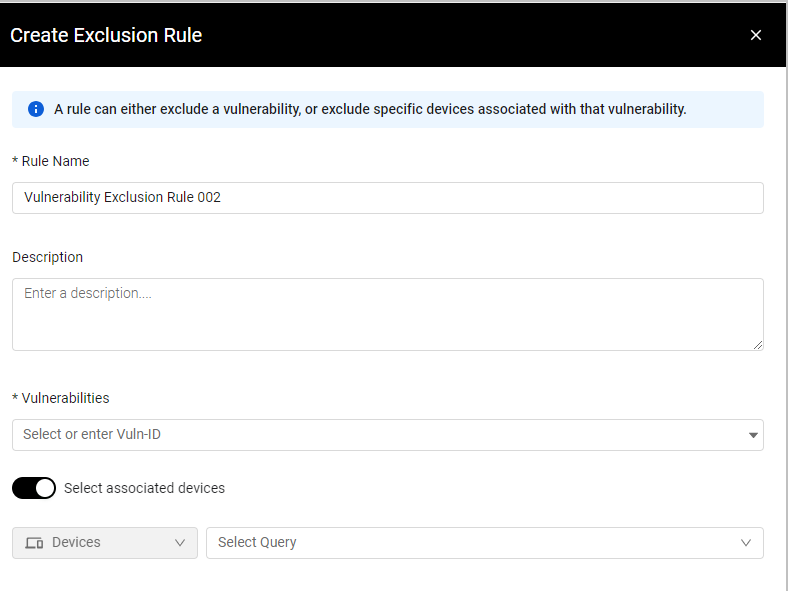 Create Exclusion Rule
A rule can either exclude a vulnerability, or exclude specific devices associated with that vulnerability.
* Rule Name
Vulnerability Exclusion Rule 002
Description
Enter a description....
* Vulnerabilities
Select or enter Vuln-ID
Select associated devices
Devices
Select Query